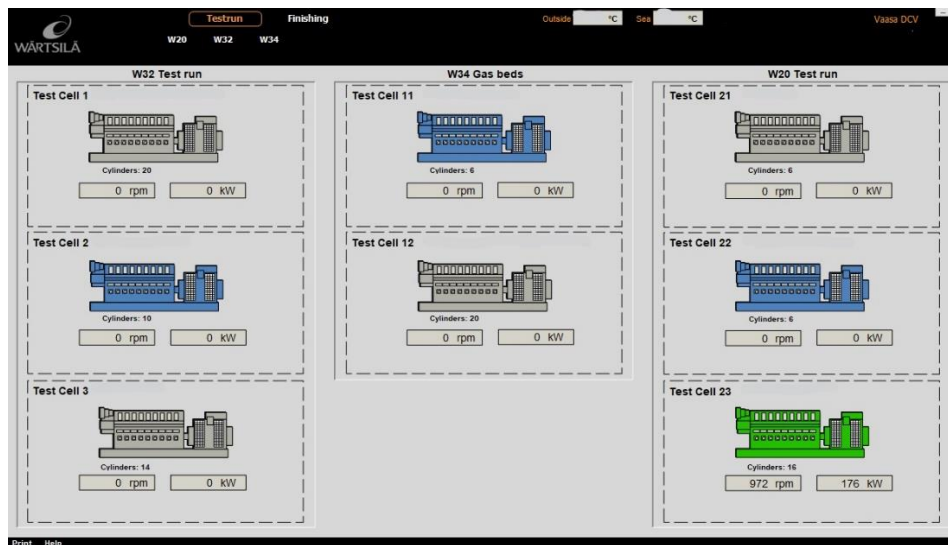 Testrun Finishing Outside °C Sea °C Vaasa DCV
WÄRTSILÄ
W20 W32 W34
W32 Test run
Test Cell 1
Cylinders: 20
0 rpm 0 kW
Test Cell 2
Cylinders: 10
0 rpm 0 kW
Test Cell 3
Cylinders: 14
0 rpm 0 kW
W34 Gas beds
Test Cell 11
Cylinders: 6
0 rpm 0 kW
Test Cell 12
Cylinders: 20
0 rpm 0 kW
W20 Test run
Test Cell 21
Cylinders: 6
0 rpm 0 kW
Test Cell 22
Cylinders: 6
0 rpm 0 kW
Test Cell 23
Cylinders: 16
972 rpm 176 kW
Print Help